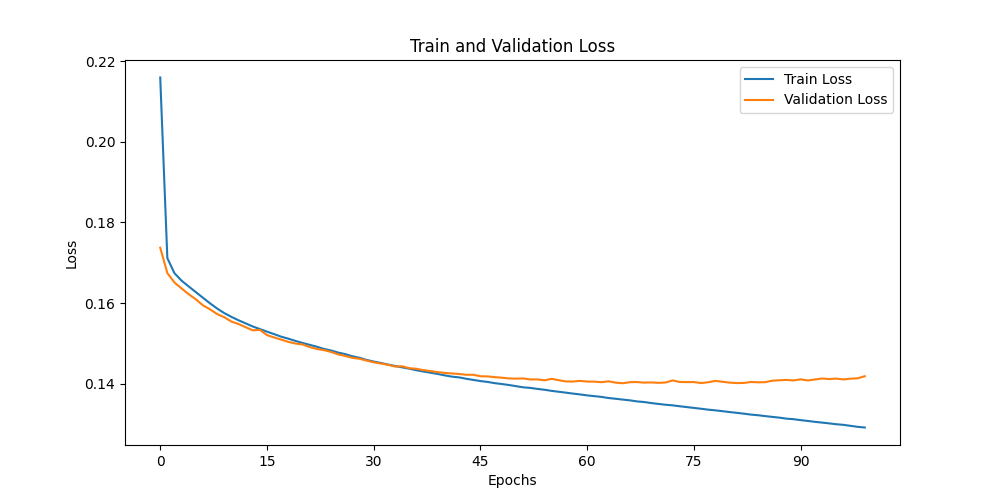 Train and Validation Loss
Train Loss
Validation Loss
Loss
0.22
0.20
0.18
0.16
0.14
0 15 30 45 60 75 90
Epochs